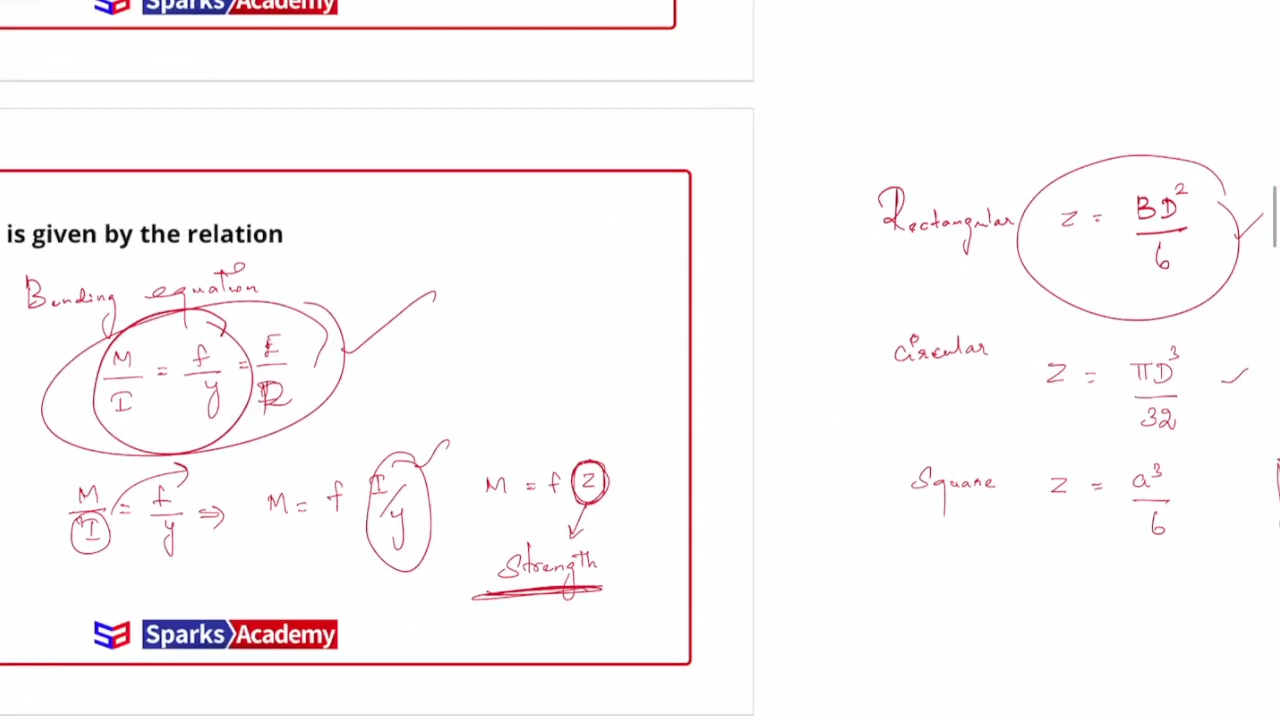 Sparks Academy
is given by the relation
Bending equation
M/I = f/y = E/R
M/I = f/y ⇒ M = f I/y
M = f Z
Strength
Sparks Academy
Rectangular Z = BD²/6
Circular Z = πD³/32
Square Z = a³/6